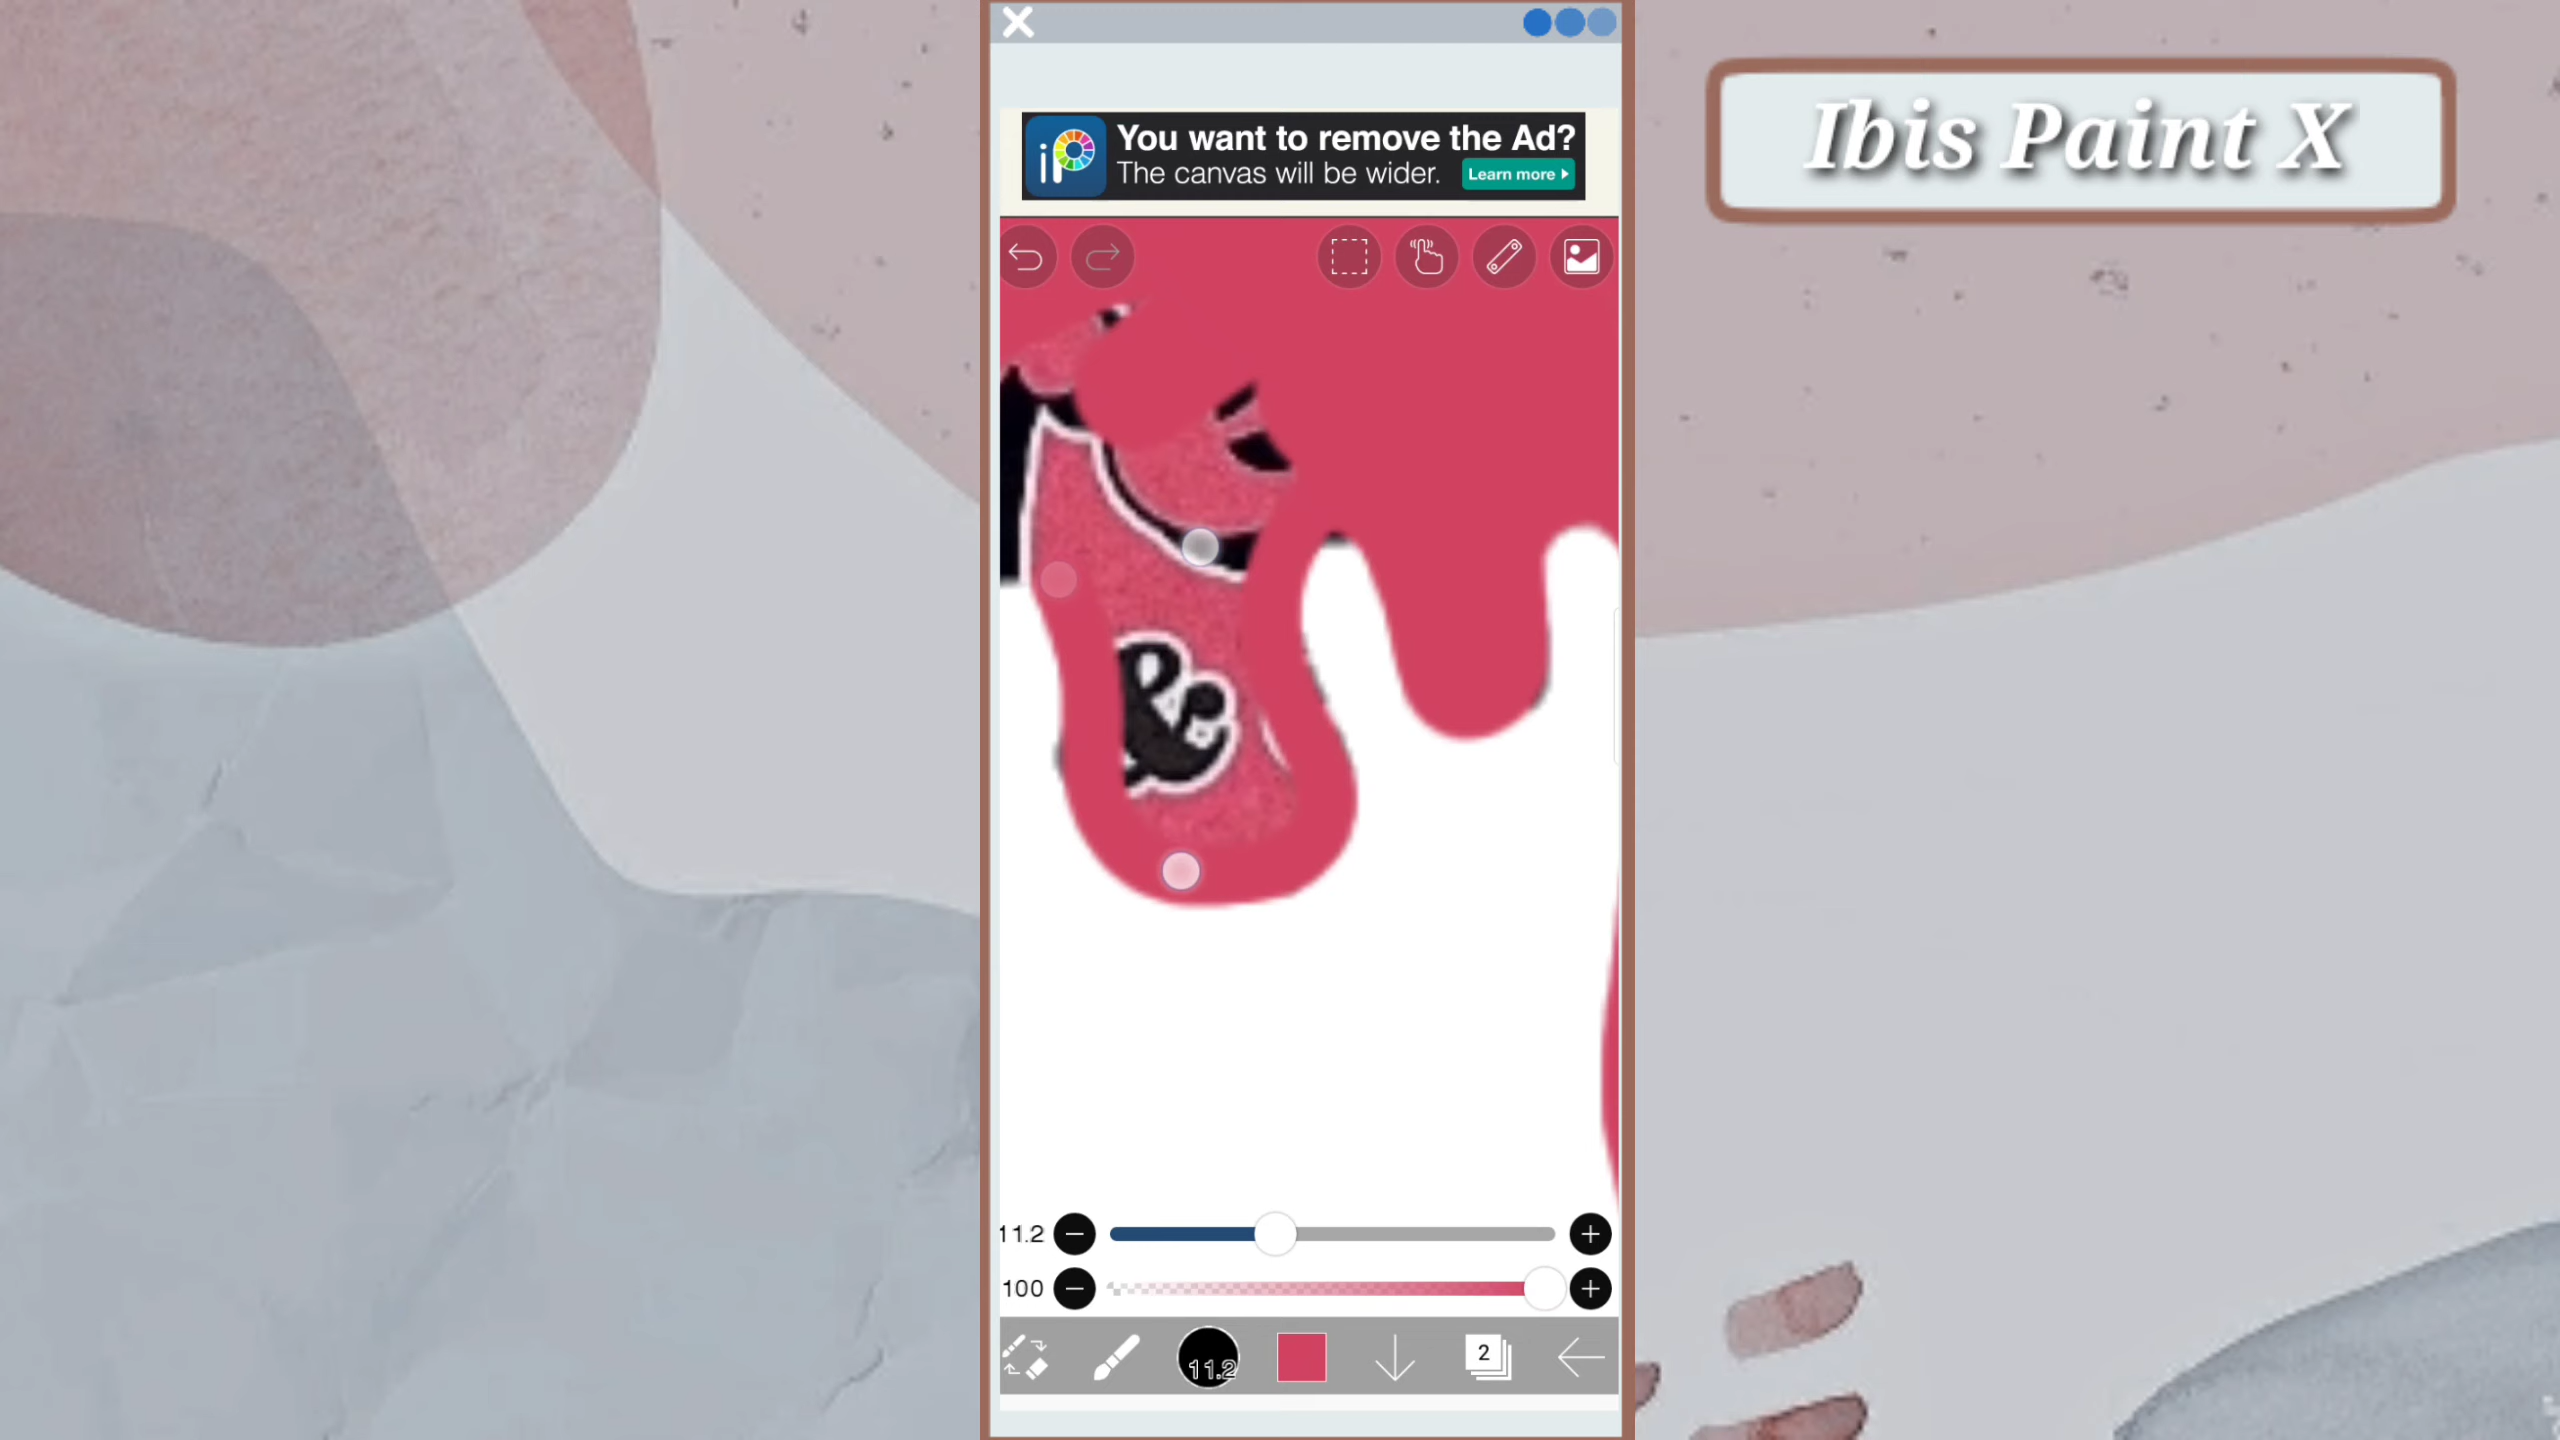 Ibis Paint X
iP
You want to remove the Ad?
The canvas will be wider.
Learn more
&
11.2
100
11.2
2